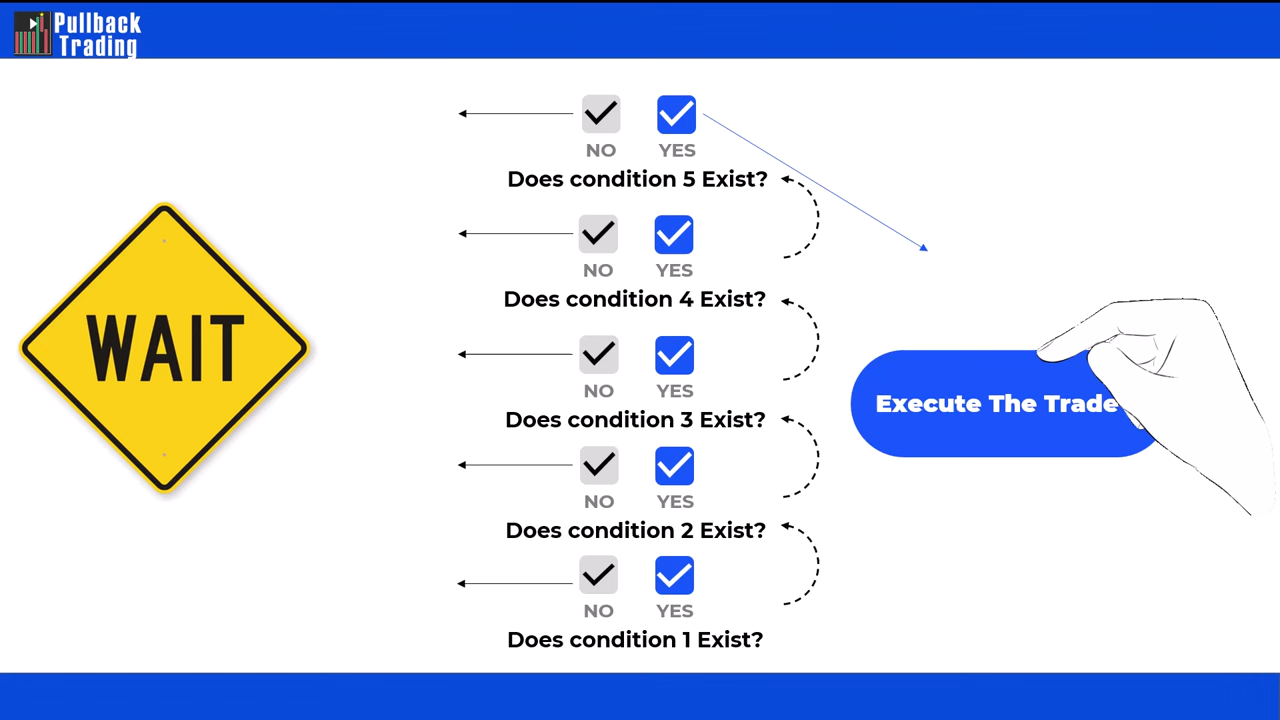 Pullback
Trading
NO YES
Does condition 5 Exist?
NO YES
Does condition 4 Exist?
WAIT
NO YES
Does condition 3 Exist?
Execute The Trade
NO YES
Does condition 2 Exist?
NO YES
Does condition 1 Exist?